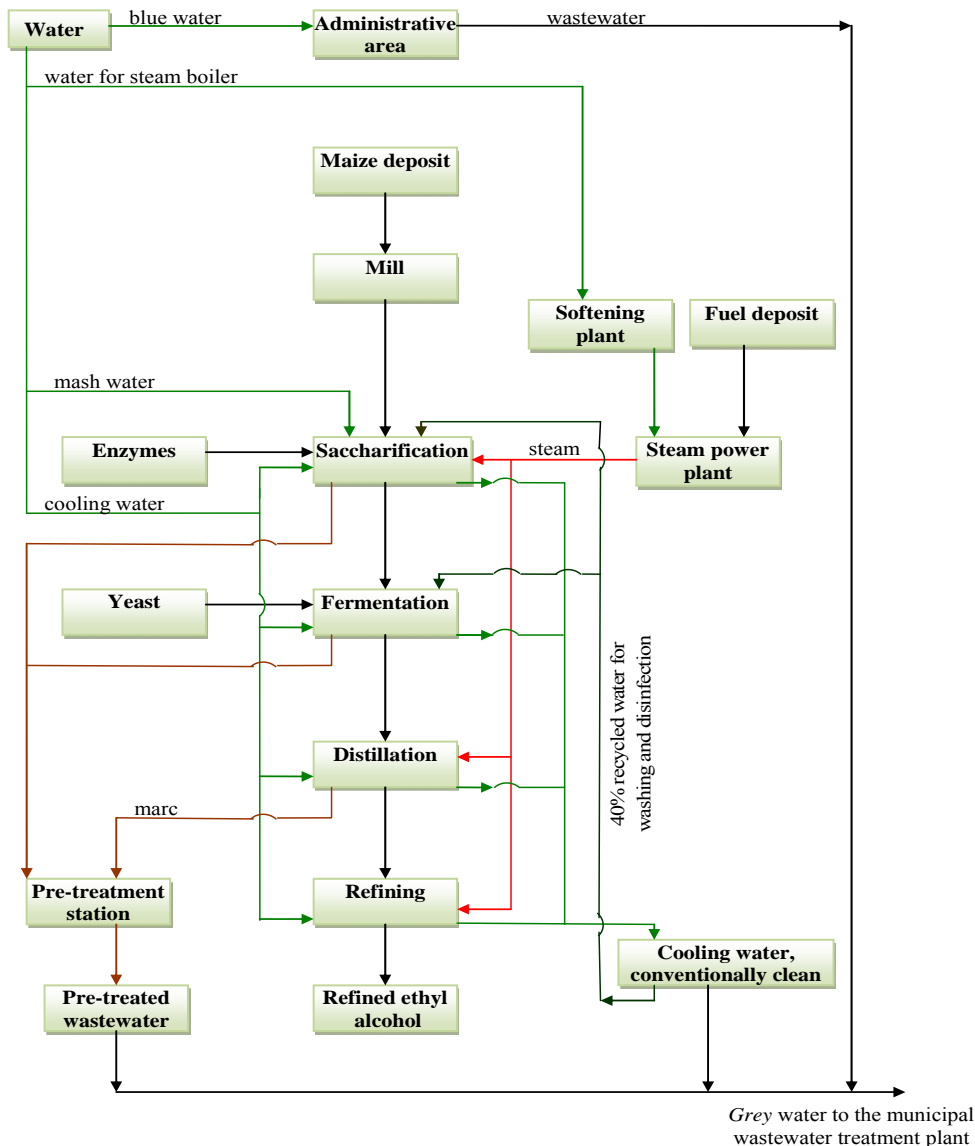 blue water
wastewater
Water
Administrative
area
water for steam boiler
Maize deposit
Mill
Softening
plant
Fuel deposit
mash water
Enzymes
Saccharification
steam
Steam power
plant
cooling water
Yeast
Fermentation
40% recycled water for
washing and disinfection
Distillation
marc
Pre-treatment
station
Refining
Cooling water,
conventionally clean
Pre-treated
wastewater
Refined ethyl
alcohol
Grey water to the municipal
wastewater treatment plant